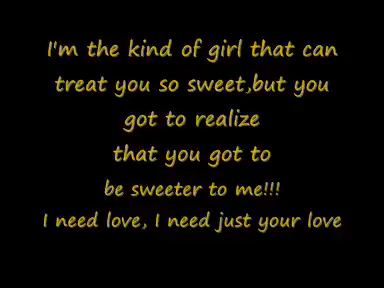 I'm the kind of girl that can
treat you so sweet,but you
got to realize
that you got to
be sweeter to me!!!
I need love, I need just your love